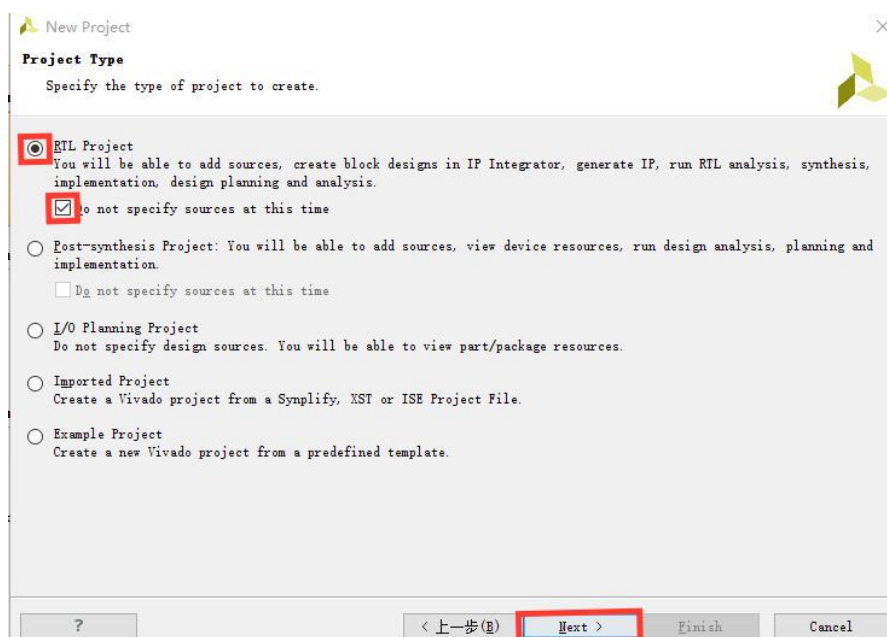 New Project
Project Type
Specify the type of project to create.
RTL Project
You will be able to add sources, create block designs in IP Integrator, generate IP, run RTL analysis, synthesis,
implementation, design planning and analysis.
o not specify sources at this time
Post-synthesis Project: You will be able to add sources, view device resources, run design analysis, planning and
implementation.
Do not specify sources at this time
I/O Planning Project
Do not specify design sources. You will be able to view part/package resources.
Imported Project
Create a Vivado project from a Synplify, XST or ISE Project File.
Example Project
Create a new Vivado project from a predefined template.
? < 上一步(B) Next > Finish Cancel